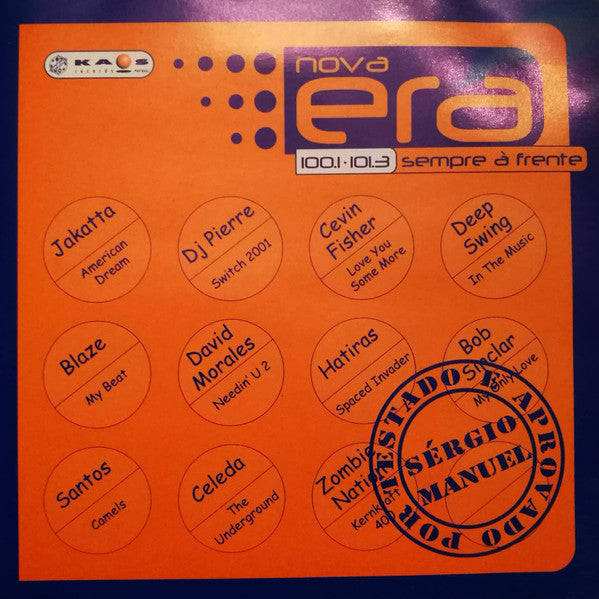 KAOS
records
nova
era
100.1 · 101.3 sempre à frente
Jakatta
American
Dream
Dj Pierre
Switch 2001
Cevin
Fisher
Love You
Some More
Deep
Swing
In The Music
Blaze
My Beat
David
Morales
Needin' U 2
Hatiras
Spaced Invader
Bob
Sinclar
My Only Love
Santos
Camels
Celeda
The
Underground
Zombie
Nation
Kernkraft
400
TESTADO E APROVADO POR
SÉRGIO
MANUEL